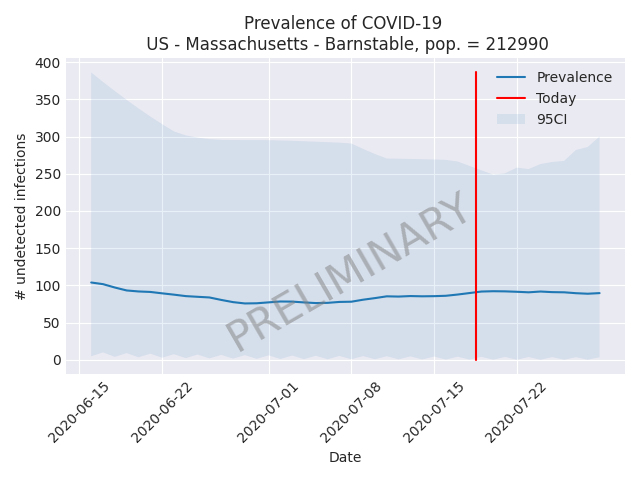 Prevalence of COVID-19
US - Massachusetts - Barnstable, pop. = 212990
400
350
300
250
200
150
100
50
0
# undetected infections
Prevalence
Today
95CI
PRELIMINARY
2020-06-15
2020-06-22
2020-07-01
2020-07-08
2020-07-15
2020-07-22
Date